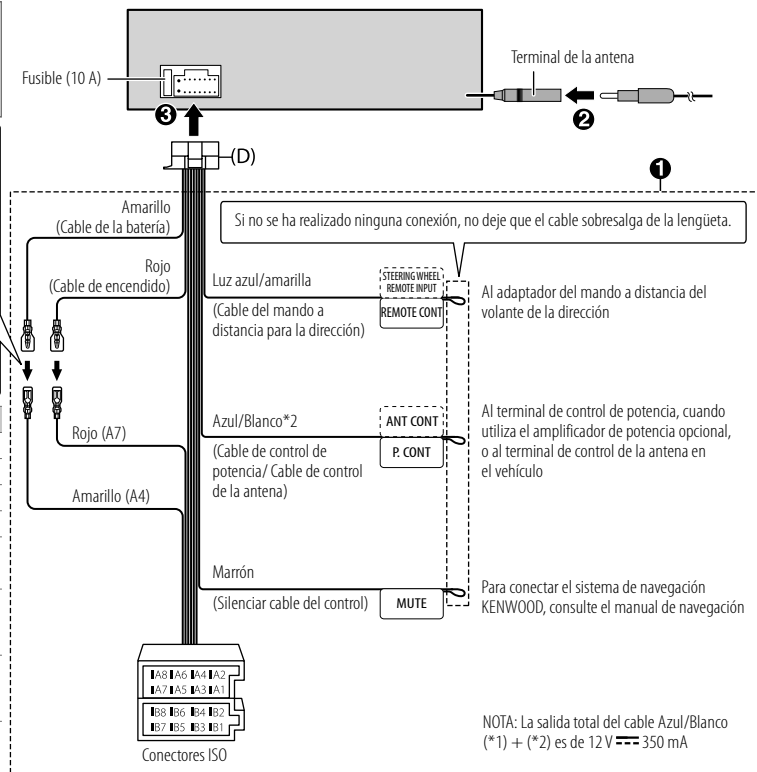 Fusible (10 A)
Terminal de la antena
❸
❷
(D)
❶
Amarillo
(Cable de la batería)
Si no se ha realizado ninguna conexión, no deje que el cable sobresalga de la lengüeta.
Rojo
(Cable de encendido)
Luz azul/amarilla
(Cable del mando a
distancia para la dirección)
STEERING WHEEL
REMOTE INPUT
REMOTE CONT
Al adaptador del mando a distancia del
volante de la dirección
Rojo (A7)
Azul/Blanco*2
(Cable de control de
potencia/ Cable de control
de la antena)
ANT CONT
P. CONT
Al terminal de control de potencia, cuando
utiliza el amplificador de potencia opcional,
o al terminal de control de la antena en
el vehículo
Amarillo (A4)
Marrón
(Silenciar cable del control)
MUTE
Para conectar el sistema de navegación
KENWOOD, consulte el manual de navegación
A8 A6 A4 A2
A7 A5 A3 A1
B8 B6 B4 B2
B7 B5 B3 B1
Conectores ISO
NOTA: La salida total del cable Azul/Blanco
(*1) + (*2) es de 12 V ⎓ 350 mA